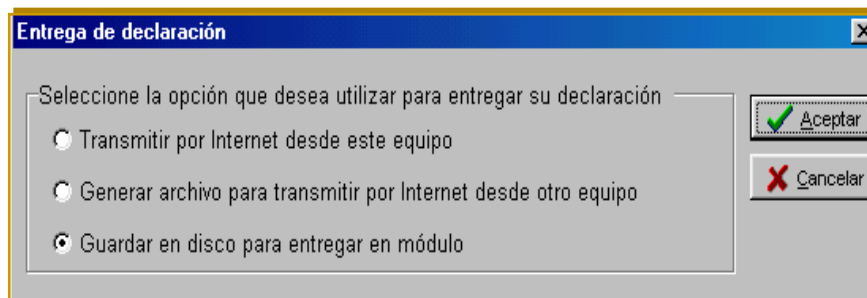 Entrega de declaración
Seleccione la opción que desea utilizar para entregar su declaración
Transmitir por Internet desde este equipo
Generar archivo para transmitir por Internet desde otro equipo
Guardar en disco para entregar en módulo
Aceptar
Cancelar